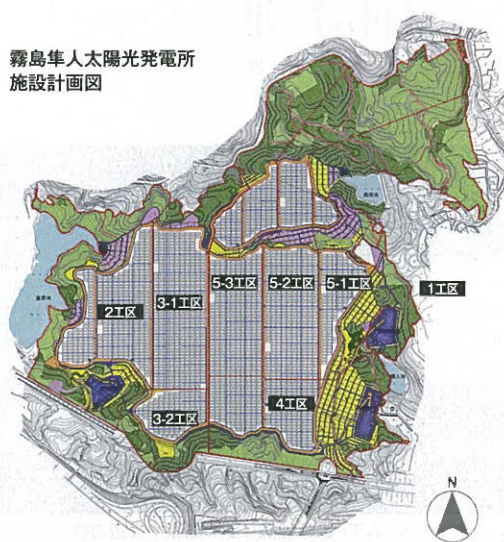 霧島隼人太陽光発電所
施設計画図
5-3工区
5-2工区
5-1工区
1工区
2工区
3-1工区
3-2工区
4工区
N